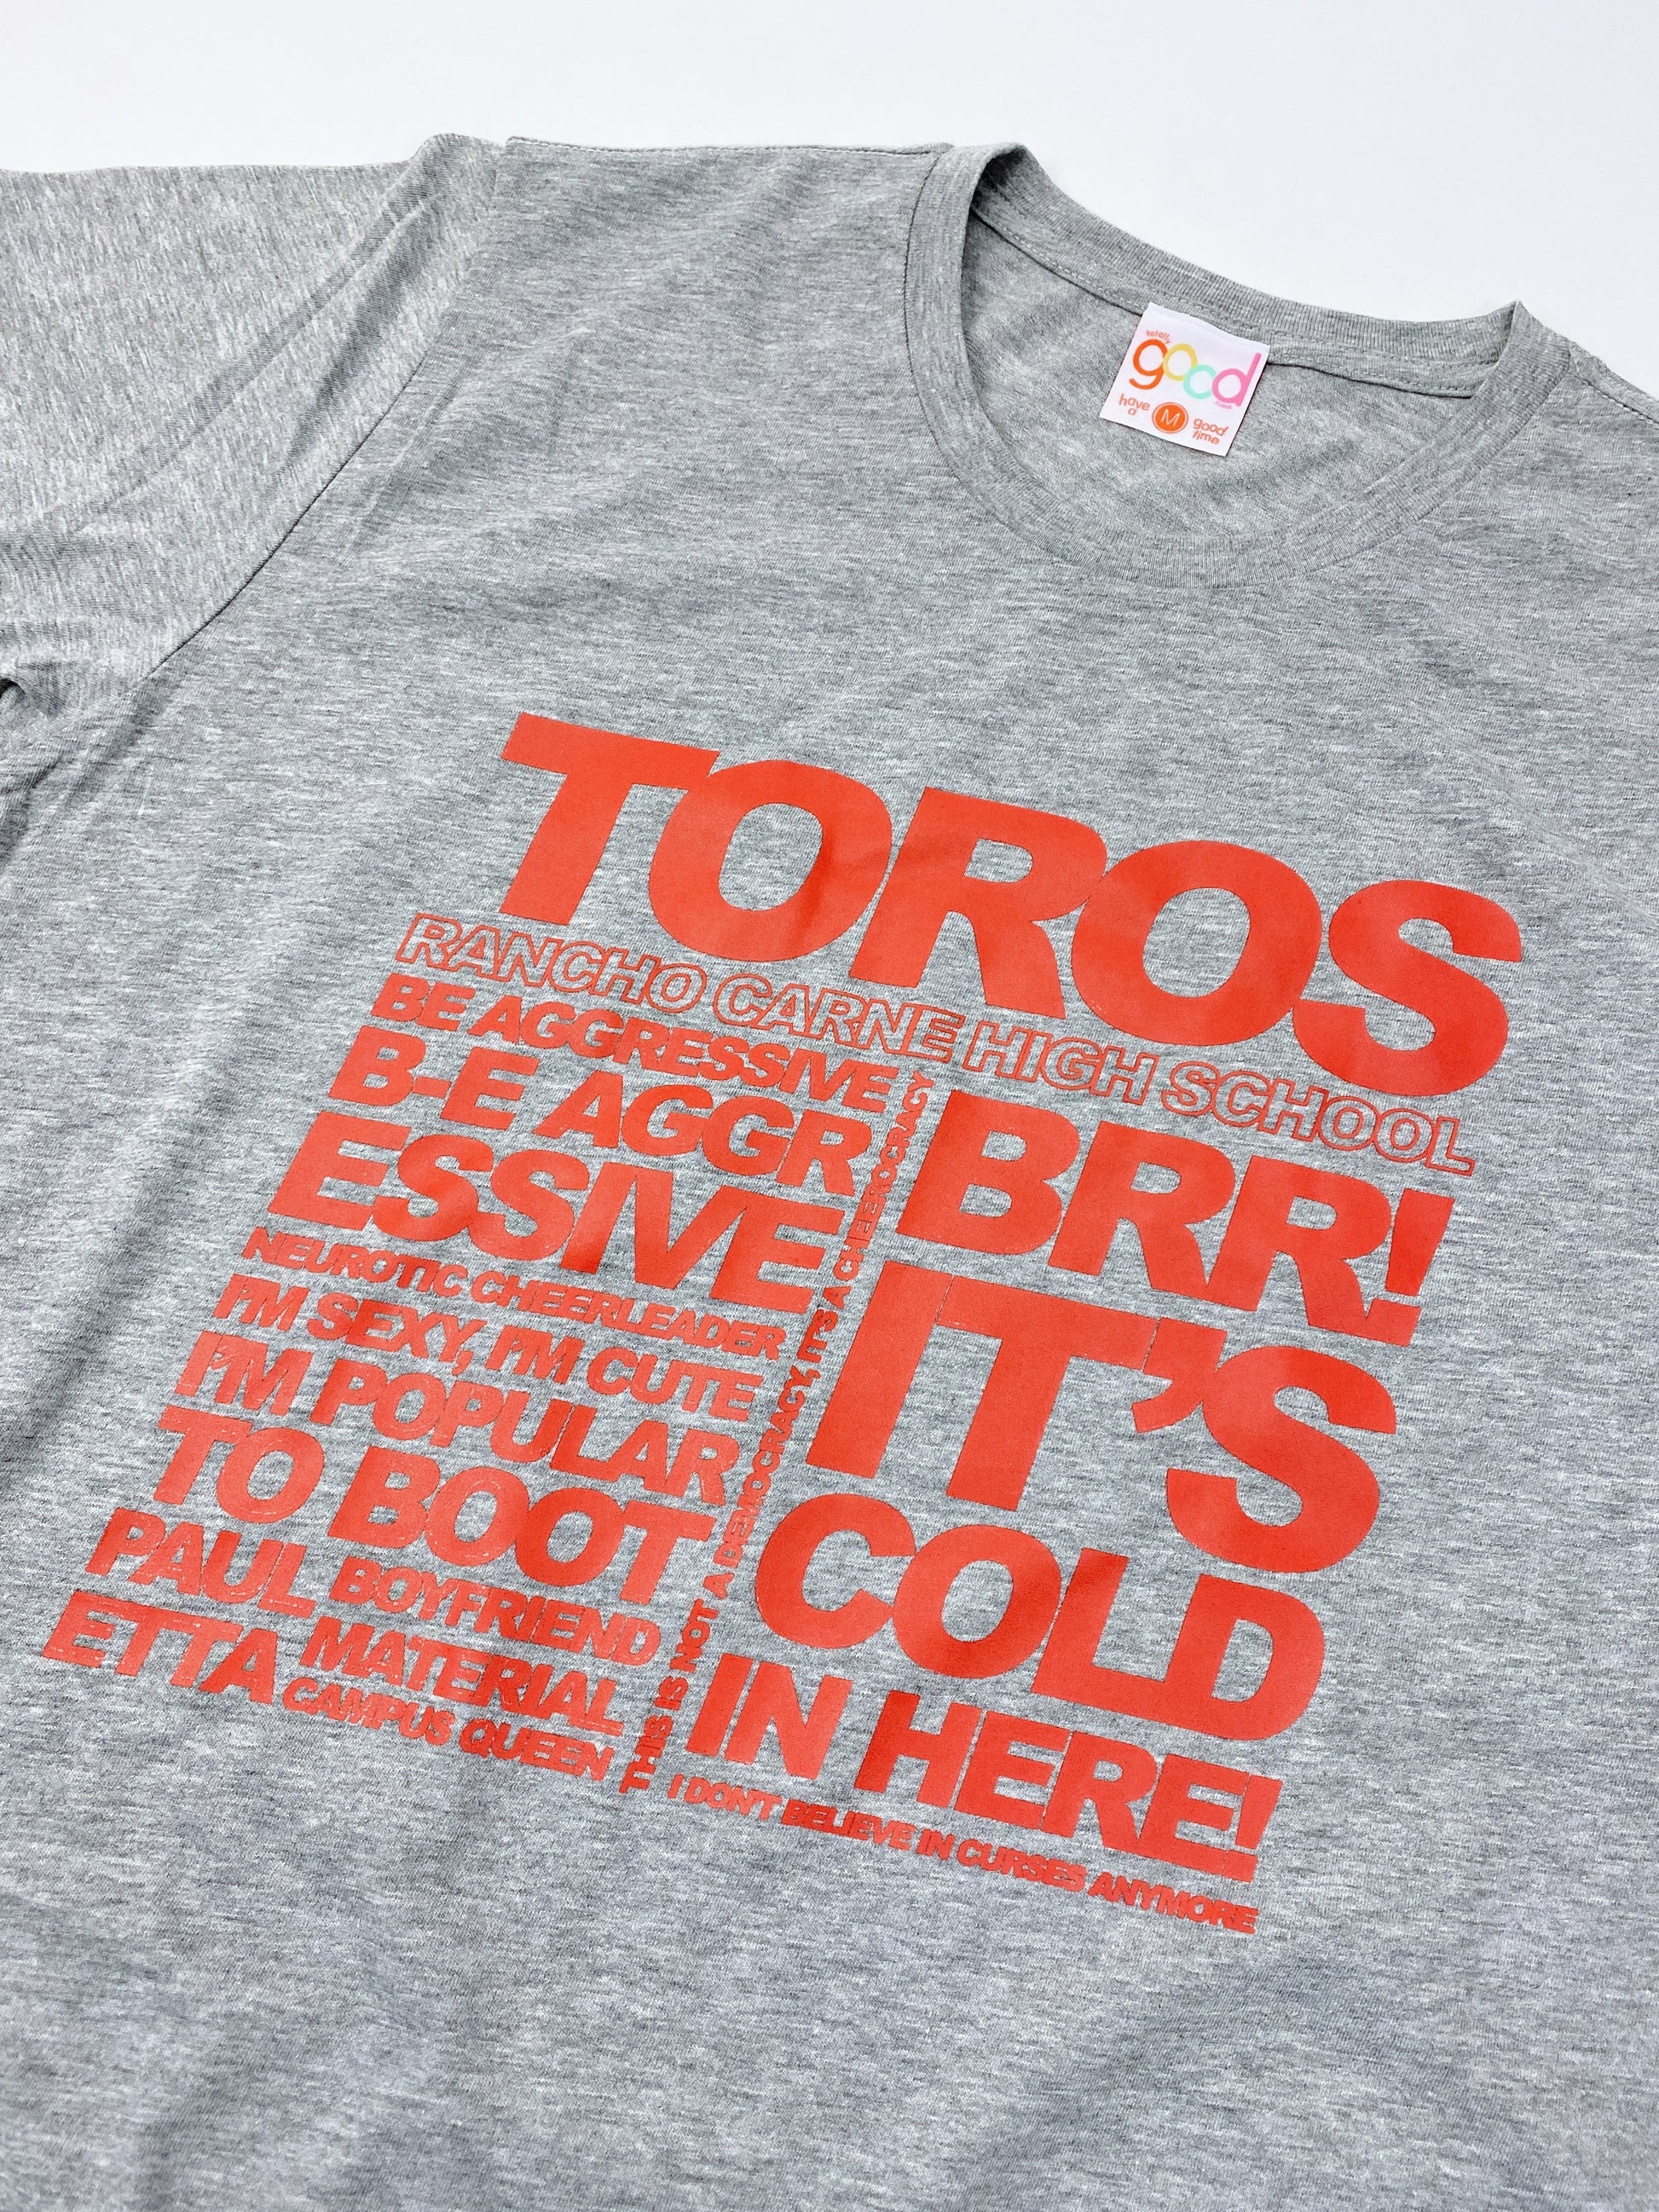 totally
good
have
a
M
good
time
TOROS
RANCHO CARNE HIGH SCHOOL
BE AGGRESSIVE
B-E AGGR
ESSIVE
NEUROTIC CHEERLEADER
I'M SEXY, I'M CUTE
I'M POPULAR
TO BOOT
PAUL BOYFRIEND
ETTA MATERIAL
CAMPUS QUEEN
THIS IS NOT A DEMOCRACY, IT'S A CHEEROCRACY
BRR!
IT'S
COLD
IN HERE!
I DON'T BELIEVE IN CURSES ANYMORE